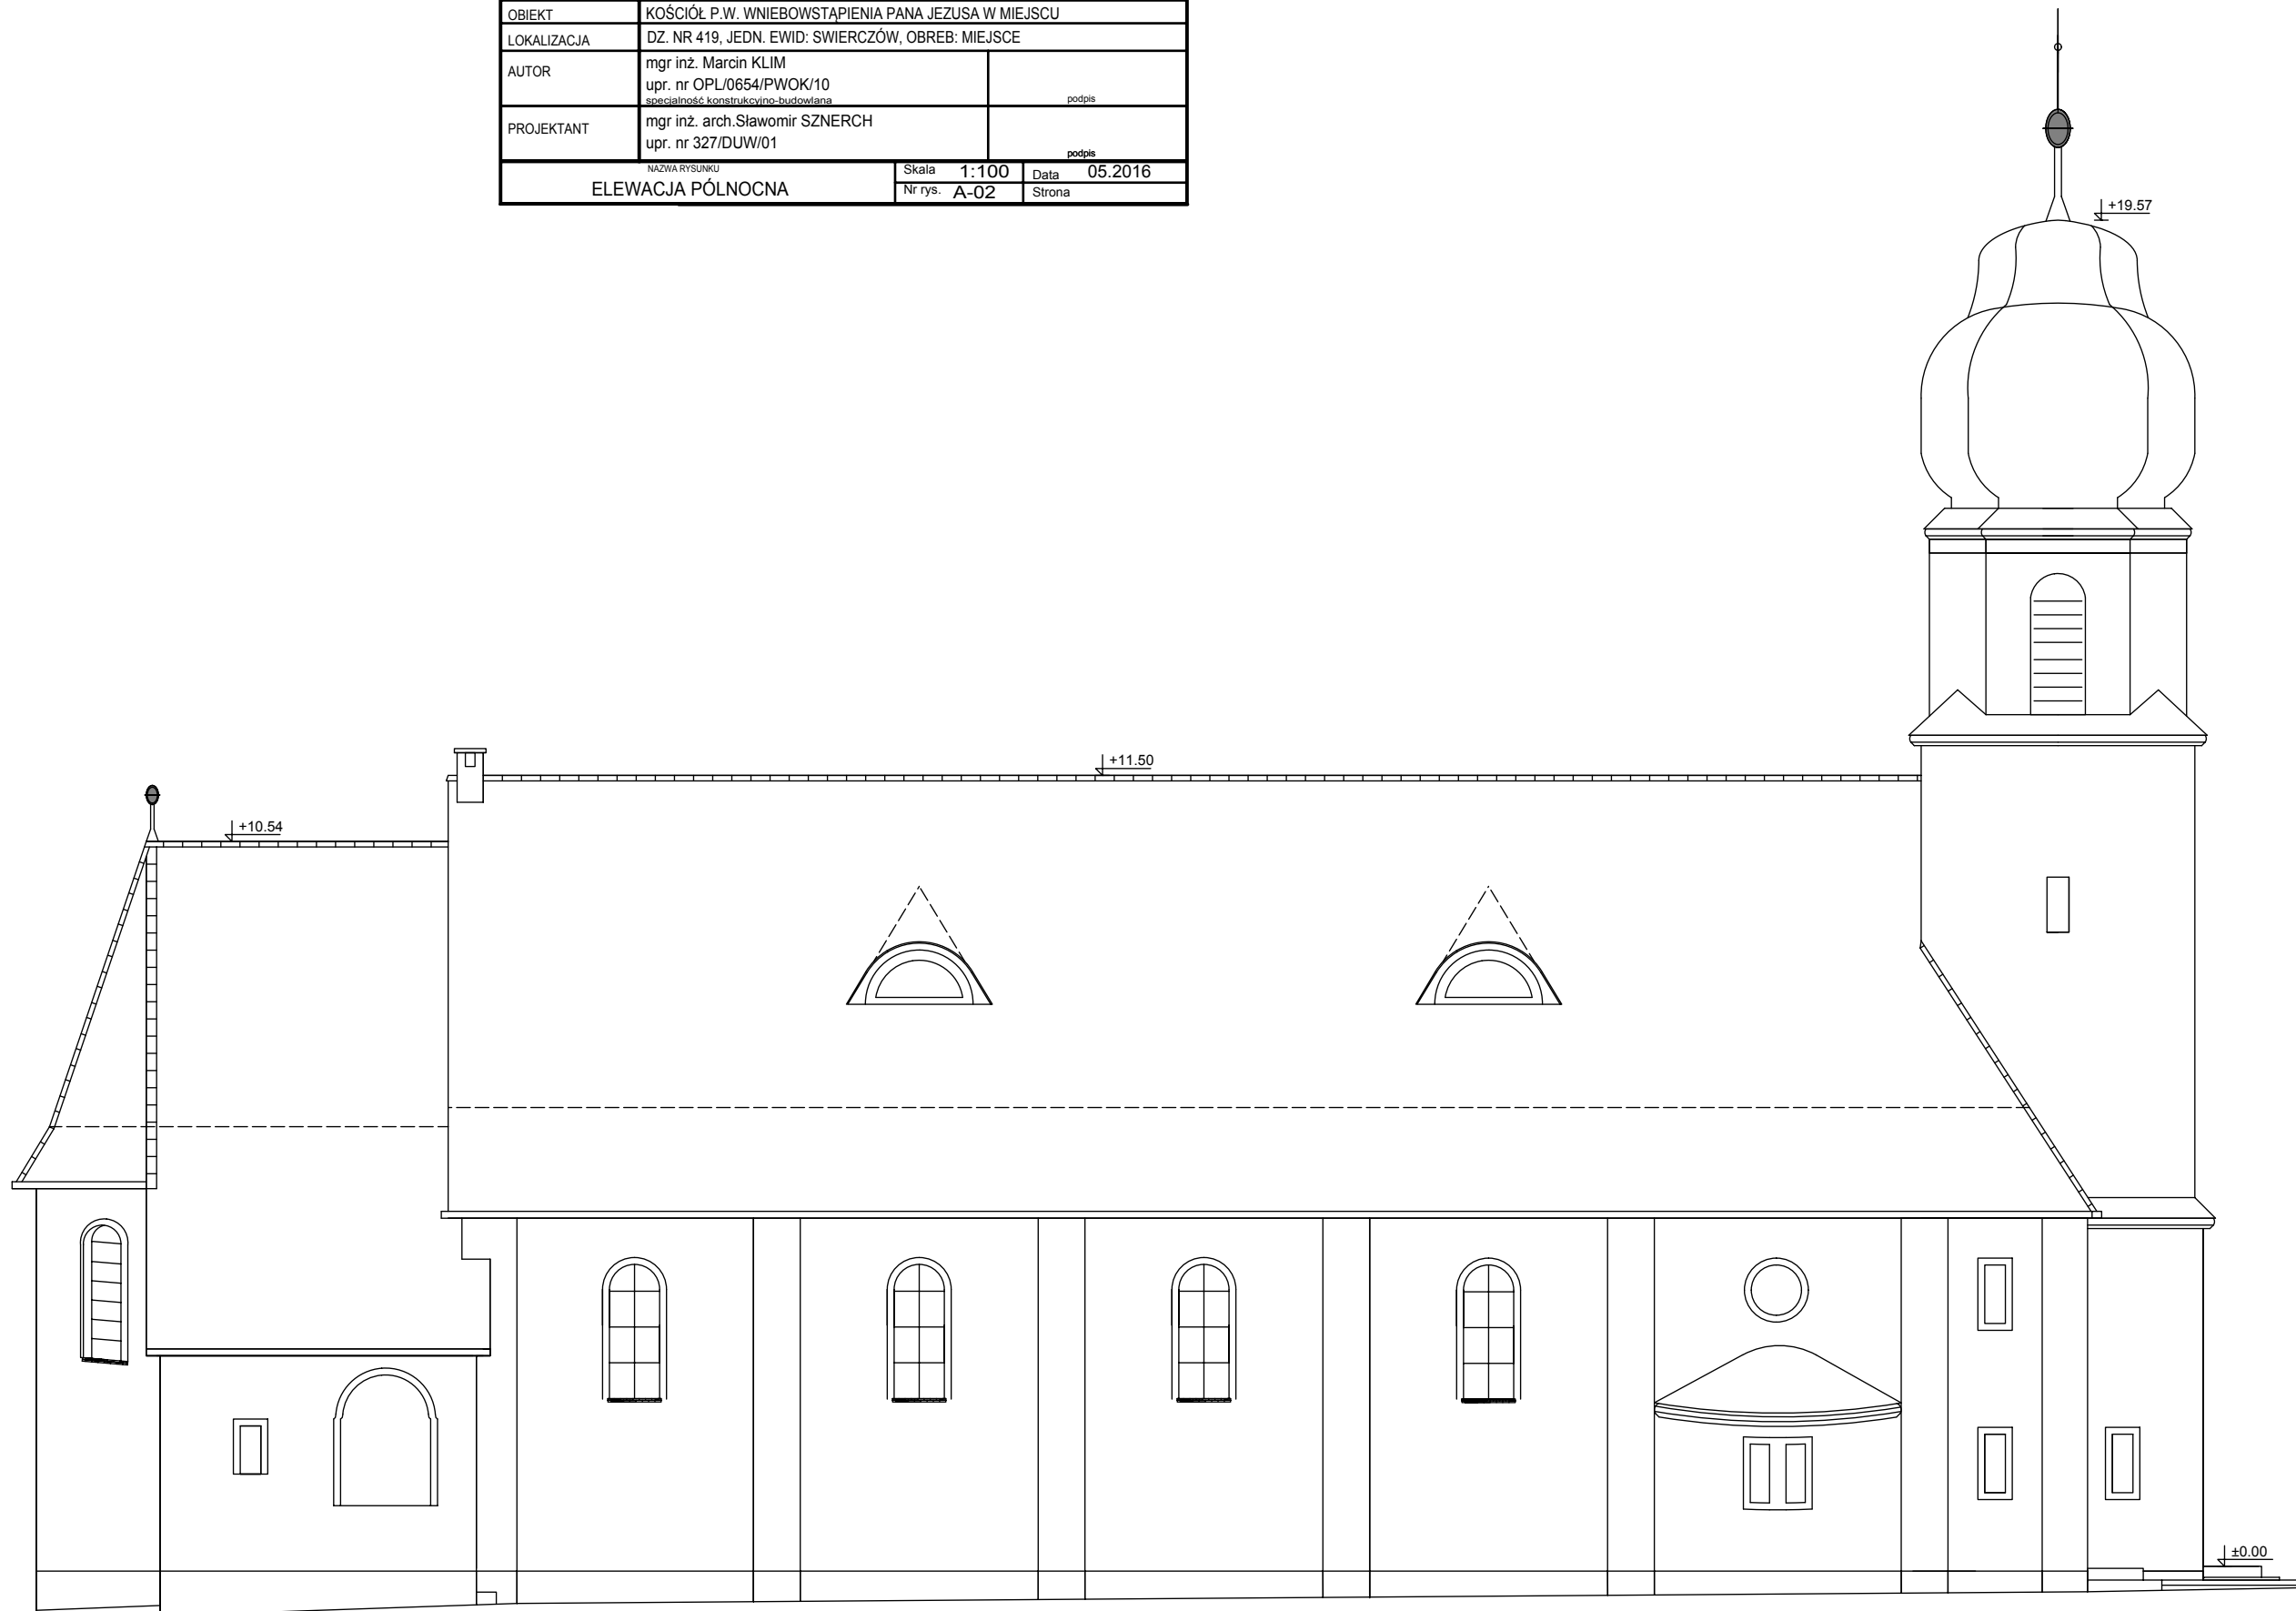 OBIEKT KOŚCIÓŁ P.W. WNIEBOWSTĄPIENIA PANA JEZUSA W MIEJSCU
LOKALIZACJA DZ. NR 419, JEDN. EWID: SWIERCZÓW, OBREB: MIEJSCE
AUTOR mgr inż. Marcin KLIM
upr. nr OPL/0654/PWOK/10
specjalność konstrukcyjno-budowlana podpis
PROJEKTANT mgr inż. arch.Sławomir SZNERCH
upr. nr 327/DUW/01
podpis
NAZWA RYSUNKU
ELEWACJA PÓLNOCNA
Skala 1:100 Data 05.2016
Nr rys. A-02 Strona
+19.57
+11.50
+10.54
±0.00